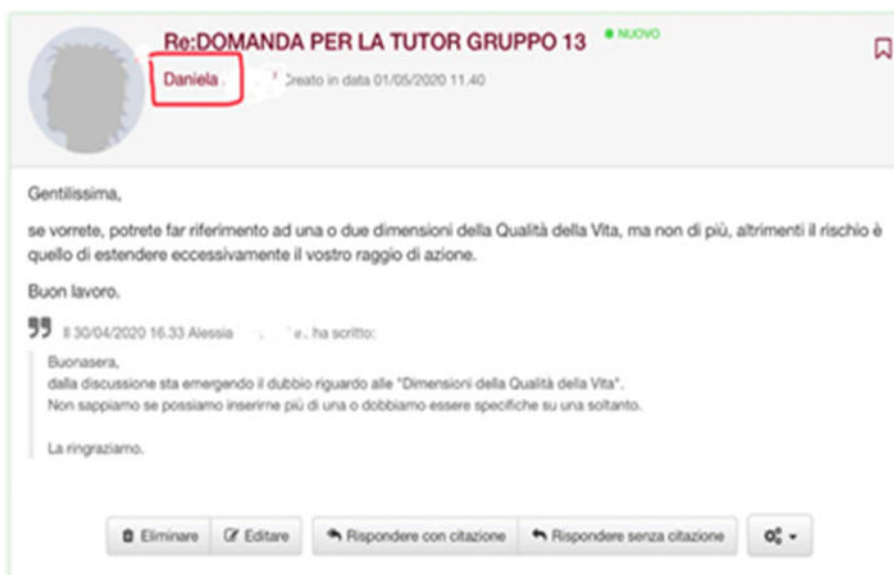 Re:DOMANDA PER LA TUTOR GRUPPO 13 NUOVO
Daniela Creato in data 01/05/2020 11.40
Gentilissima,
se vorrete, potrete far riferimento ad una o due dimensioni della Qualità della Vita, ma non di più, altrimenti il rischio è
quello di estendere eccessivamente il vostro raggio di azione.
Buon lavoro.
Il 30/04/2020 16.33 Alessia ha scritto:
Buonasera,
dalla discussione sta emergendo il dubbio riguardo alle "Dimensioni della Qualità della Vita".
Non sappiamo se possiamo inserirne più di una o dobbiamo essere specifiche su una soltanto.
La ringraziamo.
Eliminare Editare Rispondere con citazione Rispondere senza citazione